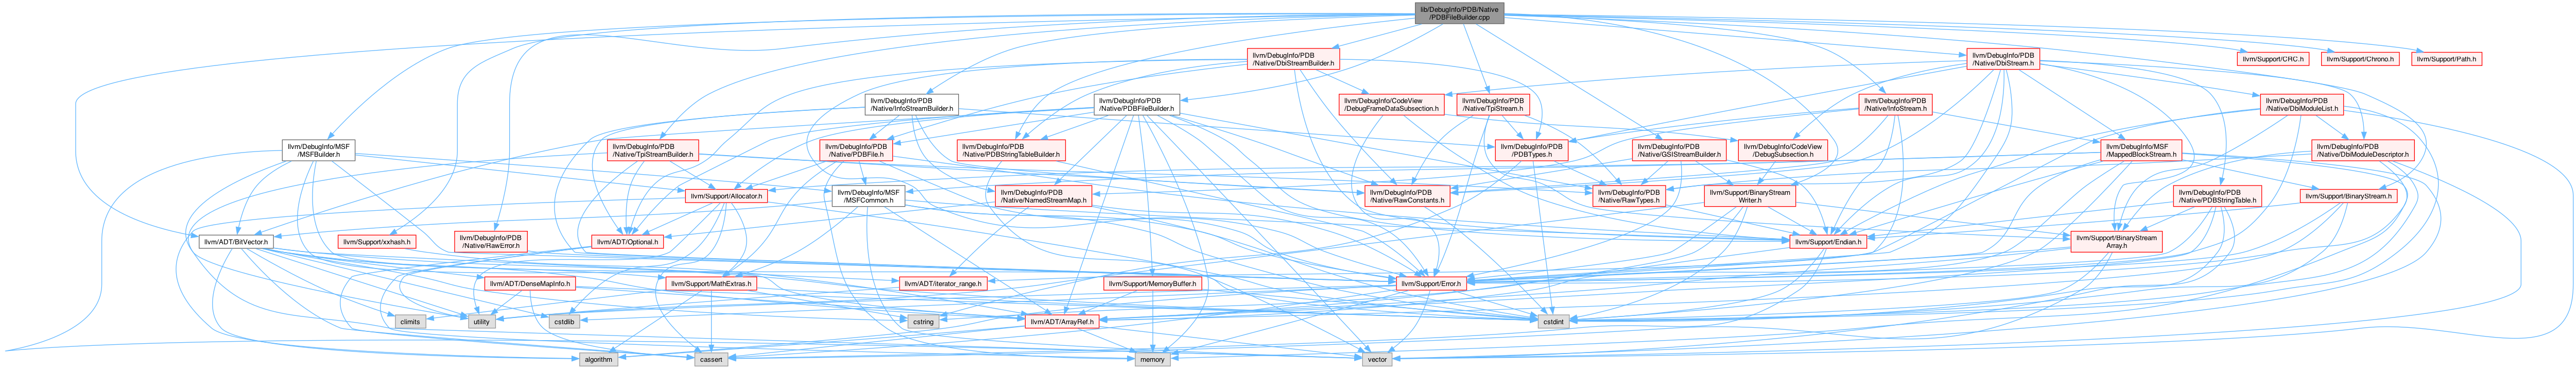 lib/DebugInfo/PDB/Native
/PDBFileBuilder.cpp
llvm/DebugInfo/PDB
/Native/DbiStreamBuilder.h
llvm/DebugInfo/PDB
/Native/DbiStream.h
llvm/Support/CRC.h
llvm/Support/Chrono.h
llvm/Support/Path.h
llvm/DebugInfo/PDB
/Native/InfoStreamBuilder.h
llvm/DebugInfo/PDB
/Native/PDBFileBuilder.h
llvm/DebugInfo/CodeView
/DebugFrameDataSubsection.h
llvm/DebugInfo/PDB
/Native/TpiStream.h
llvm/DebugInfo/PDB
/Native/InfoStream.h
llvm/DebugInfo/PDB
/Native/DbiModuleList.h
llvm/DebugInfo/MSF
/MSFBuilder.h
llvm/DebugInfo/PDB
/Native/TpiStreamBuilder.h
llvm/DebugInfo/PDB
/Native/PDBFile.h
llvm/DebugInfo/PDB
/Native/PDBStringTableBuilder.h
llvm/DebugInfo/PDB
/PDBTypes.h
llvm/DebugInfo/PDB
/Native/GSIStreamBuilder.h
llvm/DebugInfo/CodeView
/DebugSubsection.h
llvm/DebugInfo/MSF
/MappedBlockStream.h
llvm/DebugInfo/PDB
/Native/DbiModuleDescriptor.h
llvm/Support/Allocator.h
llvm/DebugInfo/MSF
/MSFCommon.h
llvm/DebugInfo/PDB
/Native/NamedStreamMap.h
llvm/DebugInfo/PDB
/Native/RawConstants.h
llvm/DebugInfo/PDB
/Native/RawTypes.h
llvm/Support/BinaryStream
Writer.h
llvm/DebugInfo/PDB
/Native/PDBStringTable.h
llvm/Support/BinaryStream.h
llvm/ADT/BitVector.h
llvm/Support/xxhash.h
llvm/DebugInfo/PDB
/Native/RawError.h
llvm/ADT/Optional.h
llvm/Support/Endian.h
llvm/Support/BinaryStream
Array.h
llvm/ADT/DenseMapInfo.h
llvm/Support/MathExtras.h
llvm/ADT/iterator_range.h
llvm/Support/MemoryBuffer.h
llvm/Support/Error.h
climits
utility
cstdlib
cstring
llvm/ADT/ArrayRef.h
cstdint
algorithm
cassert
memory
vector